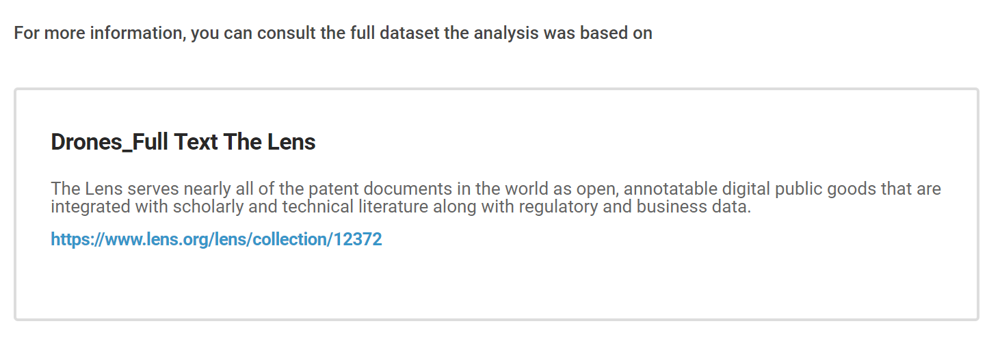 For more information, you can consult the full dataset the analysis was based on
Drones_Full Text The Lens
The Lens serves nearly all of the patent documents in the world as open, annotatable digital public goods that are
integrated with scholarly and technical literature along with regulatory and business data.
https://www.lens.org/lens/collection/12372